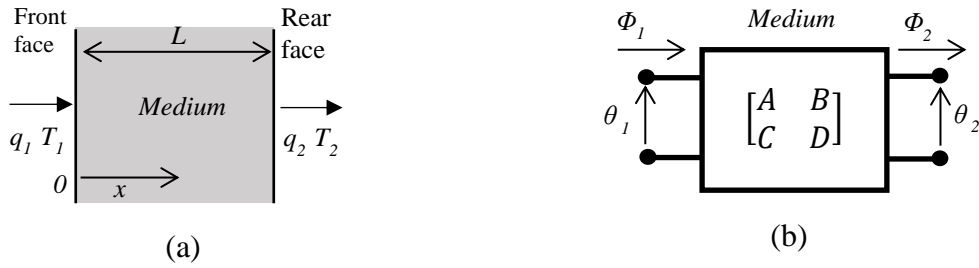 Front
face
Rear
face
L
Medium
q1 T1
q2 T2
0
x
(a)
Medium
Φ1
Φ2
θ1
θ2
[A B
C D]
(b)